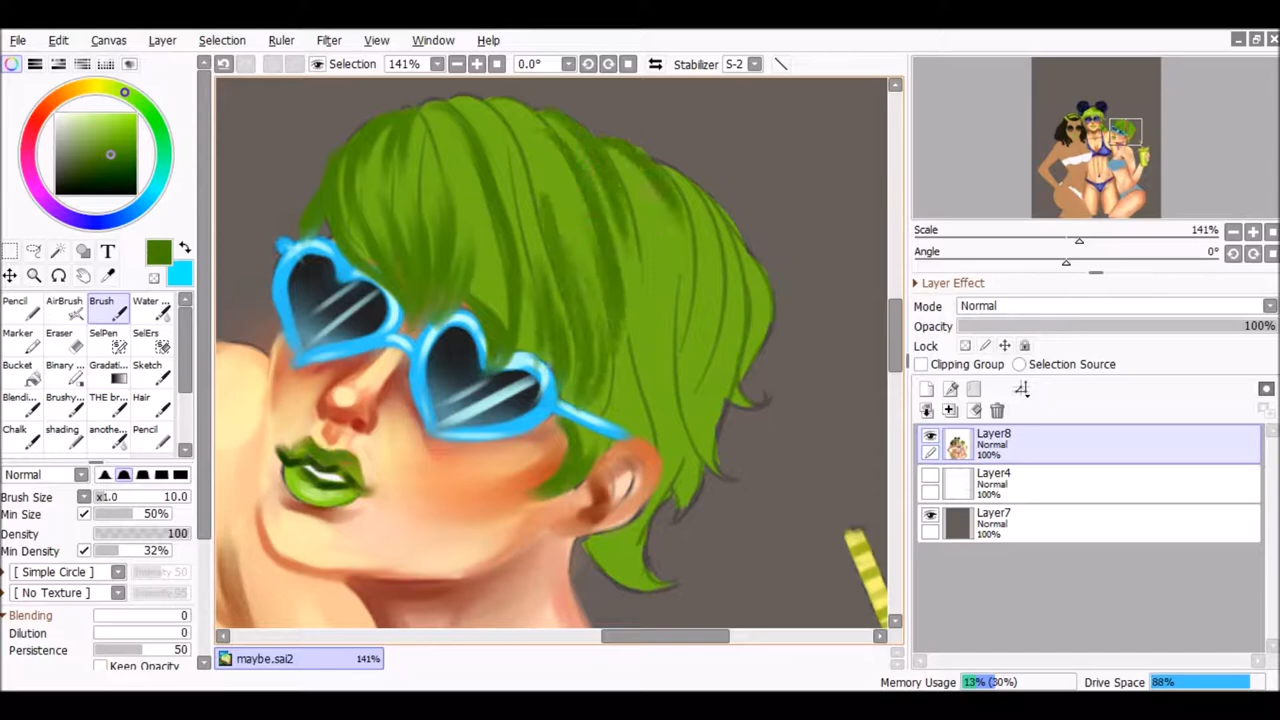 File Edit Canvas Layer Selection Ruler Filter View Window Help
Selection 141% 0.0° Stabilizer S-2
T
Pencil AirBrush Brush Water
Marker Eraser SelPen SelErs
Bucket Binary Gradati Sketch
Blendi Brushy THE br Hair
Chalk shading anothe Pencil
Normal
Brush Size x1.0 10.0
Min Size 50%
Density 100
Min Density 32%
[ Simple Circle ] Intensity 50
[ No Texture ]
Blending 0
Dilution 0
Persistence 50
Keep Opacity
maybe.sai2 141%
Scale 141%
Angle 0°
Layer Effect
Mode Normal
Opacity 100%
Lock
Clipping Group Selection Source
Layer8
Normal
100%
Layer4
Normal
100%
Layer7
Normal
100%
Memory Usage 13% (30%) Drive Space 88%